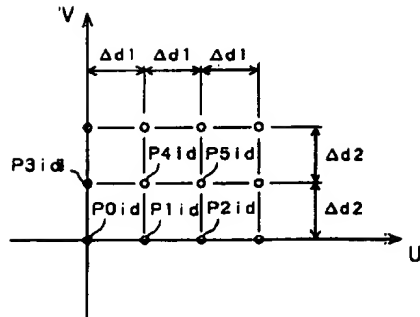 V
Δd1 Δd1 Δd1
P4id P5id
Δd2
P3id
P0id P1id P2id
Δd2
U